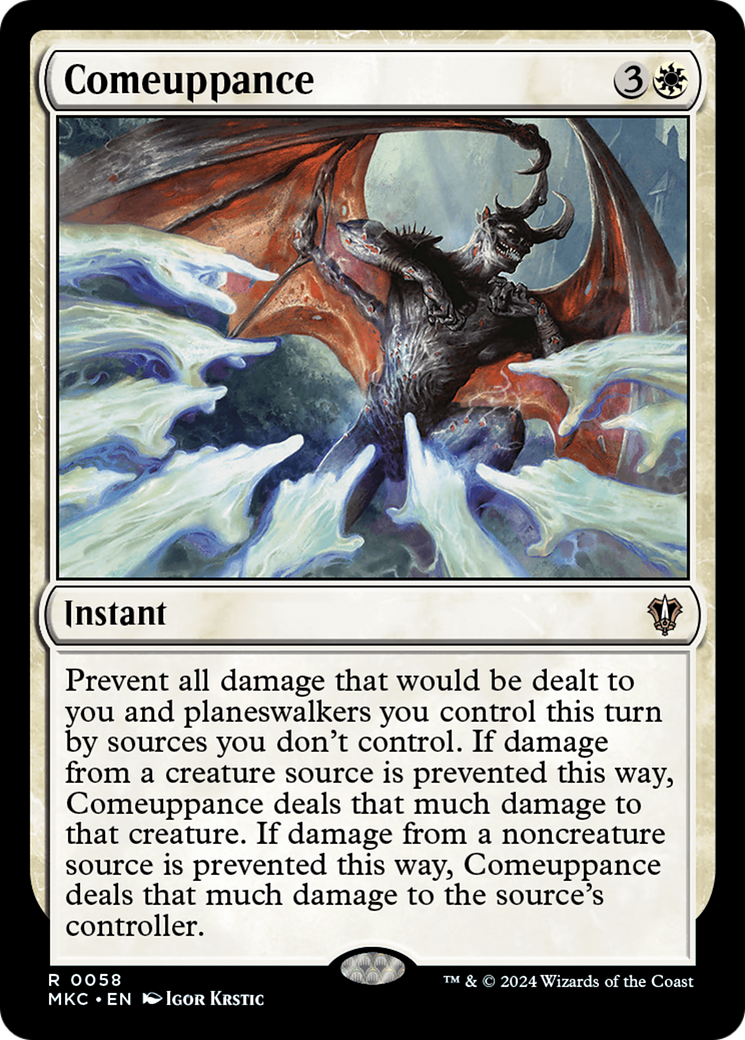 Comeuppance 3
Instant
Prevent all damage that would be dealt to
you and planeswalkers you control this turn
by sources you don't control. If damage
from a creature source is prevented this way,
Comeuppance deals that much damage to
that creature. If damage from a noncreature
source is prevented this way, Comeuppance
deals that much damage to the source's
controller.
R 0058
MKC • EN Igor Krstic
™ & © 2024 Wizards of the Coast